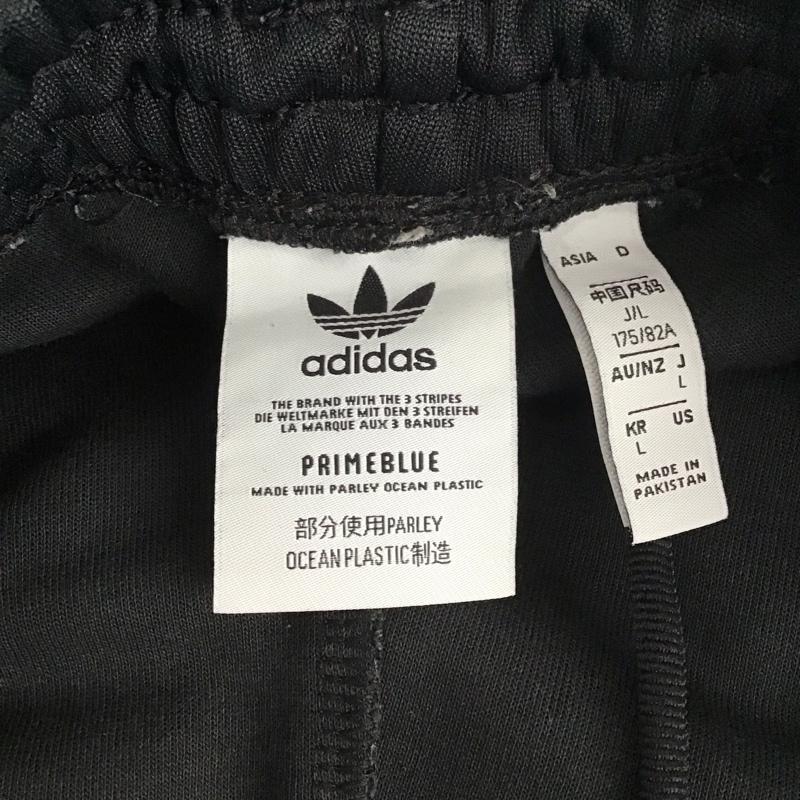 adidas
THE BRAND WITH THE 3 STRIPES
DIE WELTMARKE MIT DEN 3 STREIFEN
LA MARQUE AUX 3 BANDES
PRIMEBLUE
MADE WITH PARLEY OCEAN PLASTIC
部分使用PARLEY
OCEAN PLASTIC制造
ASIA D
中国尺码
J/L
175/82A
AU/NZ J
L
KR US
L
MADE IN
PAKISTAN